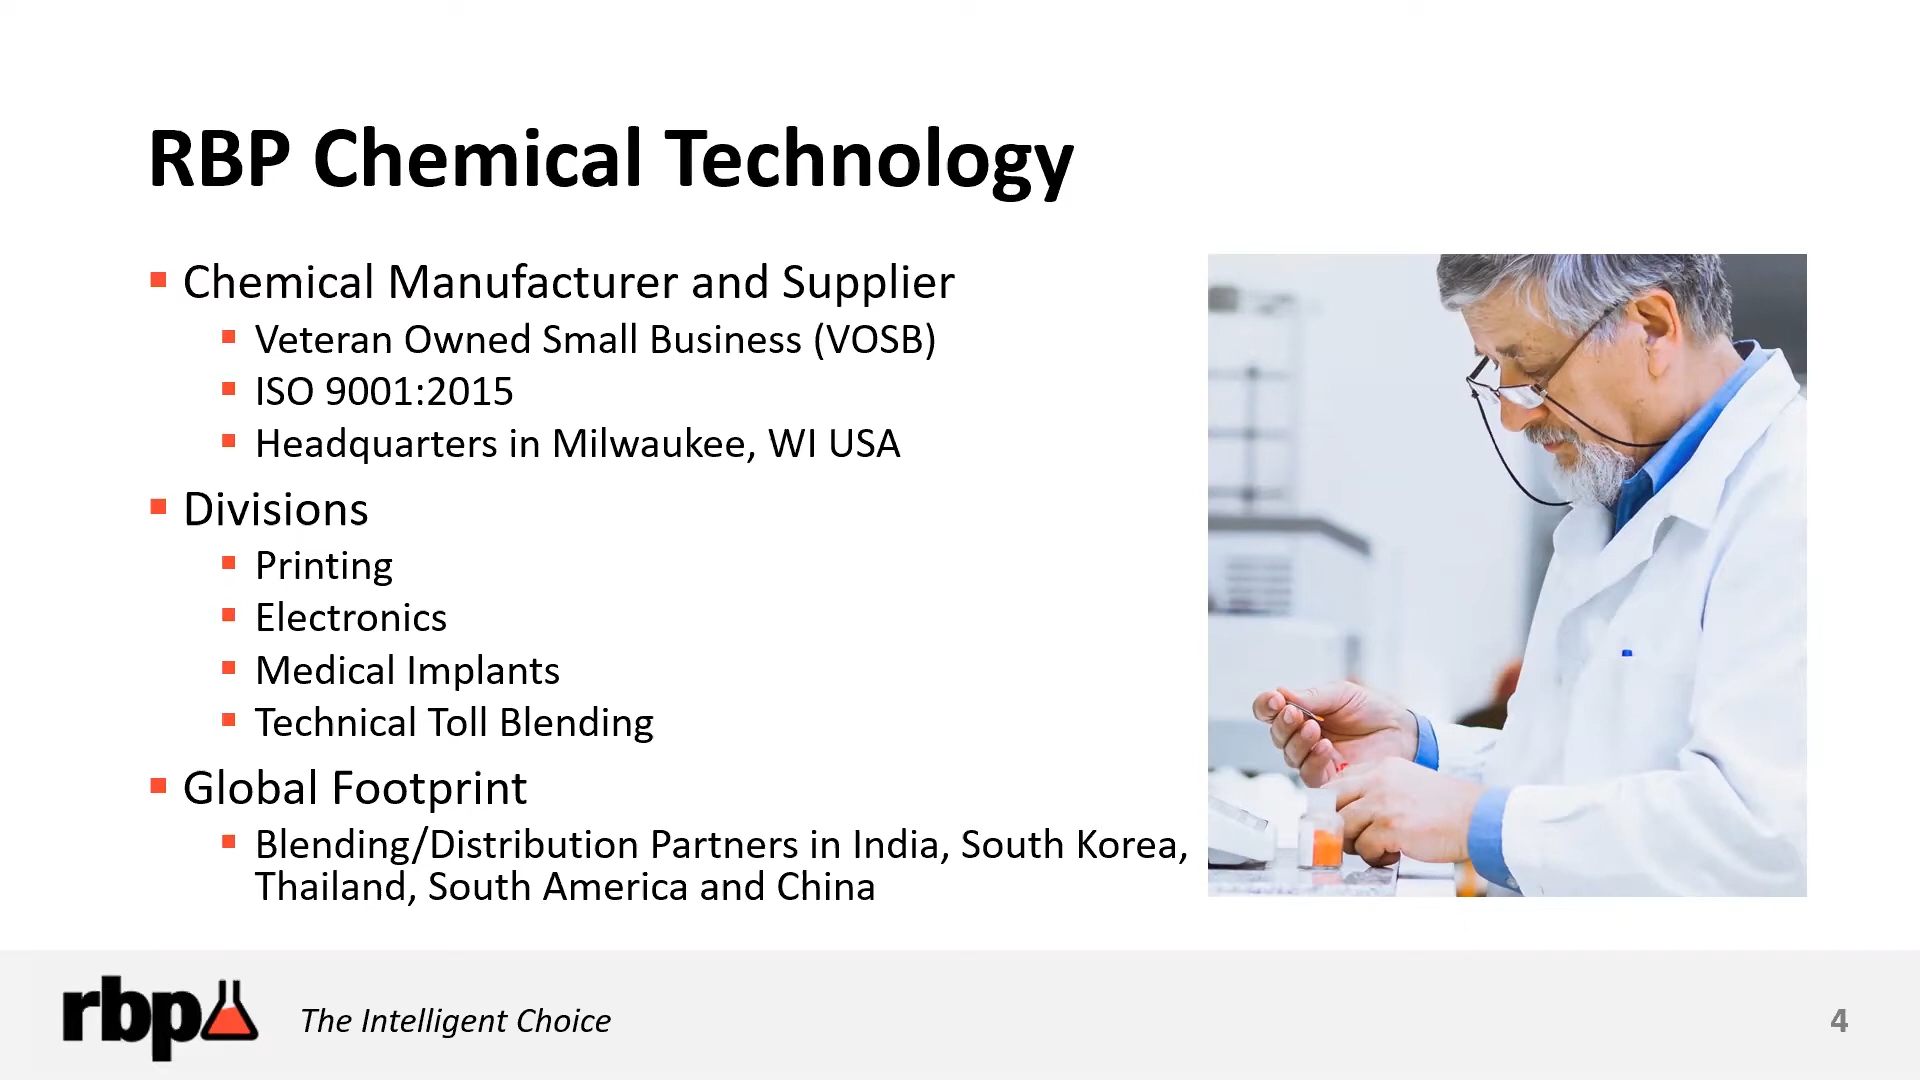 RBP Chemical Technology
Chemical Manufacturer and Supplier
Veteran Owned Small Business (VOSB)
ISO 9001:2015
Headquarters in Milwaukee, WI USA
Divisions
Printing
Electronics
Medical Implants
Technical Toll Blending
Global Footprint
Blending/Distribution Partners in India, South Korea,
Thailand, South America and China
rbp
The Intelligent Choice
4